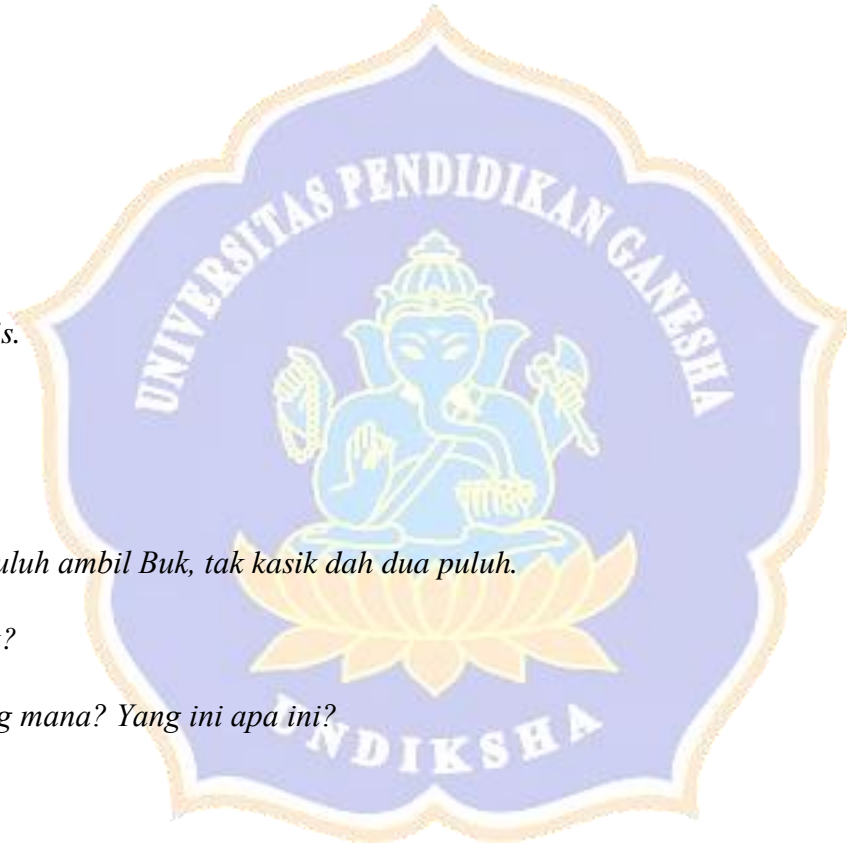 UNIVERSITAS PENDIDIKAN GANESHA
s.
uluh ambil Buk, tak kasik dah dua puluh.
?
g mana? Yang ini apa ini?
UNDIKSHA